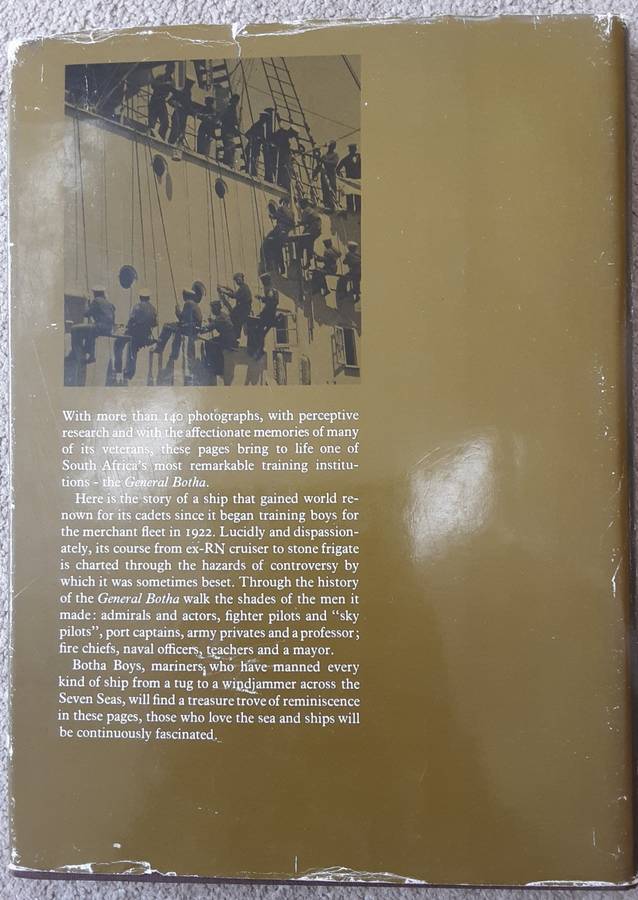 With more than 140 photographs, with perceptive
research and with the affectionate memories of many
of its veterans, these pages bring to life one of
South Africa's most remarkable training institu-
tions - the General Botha.
Here is the story of a ship that gained world re-
nown for its cadets since it began training boys for
the merchant fleet in 1922. Lucidly and dispassion-
ately, its course from ex-RN cruiser to stone frigate
is charted through the hazards of controversy by
which it was sometimes beset. Through the history
of the General Botha walk the shades of the men it
made: admirals and actors, fighter pilots and "sky
pilots", port captains, army privates and a professor;
fire chiefs, naval officers, teachers and a mayor.
Botha Boys, mariners who have manned every
kind of ship from a tug to a windjammer across the
Seven Seas, will find a treasure trove of reminiscence
in these pages, those who love the sea and ships will
be continuously fascinated.